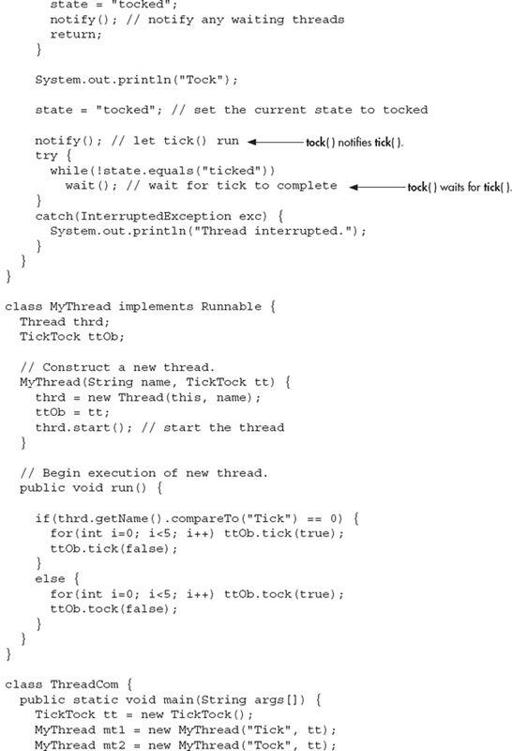 state = "tocked";
      notify(); // notify any waiting threads
      return;
    }

    System.out.println("Tock");

    state = "tocked"; // set the current state to tocked

    notify(); // let tick() run  tock( ) notifies tick( ).
    try {
      while(!state.equals("ticked"))
        wait(); // wait for tick to complete  tock( ) waits for tick( ).
    }
    catch(InterruptedException exc) {
      System.out.println("Thread interrupted.");
    }
  }
}

class MyThread implements Runnable {
  Thread thrd;
  TickTock ttOb;

  // Construct a new thread.
  MyThread(String name, TickTock tt) {
    thrd = new Thread(this, name);
    ttOb = tt;
    thrd.start(); // start the thread
  }

  // Begin execution of new thread.
  public void run() {

    if(thrd.getName().compareTo("Tick") == 0) {
      for(int i=0; i<5; i++) ttOb.tick(true);
      ttOb.tick(false);
    }
    else {
      for(int i=0; i<5; i++) ttOb.tock(true);
      ttOb.tock(false);
    }
  }
}

class ThreadCom {
  public static void main(String args[]) {
    TickTock tt = new TickTock();
    MyThread mt1 = new MyThread("Tick", tt);
    MyThread mt2 = new MyThread("Tock", tt);